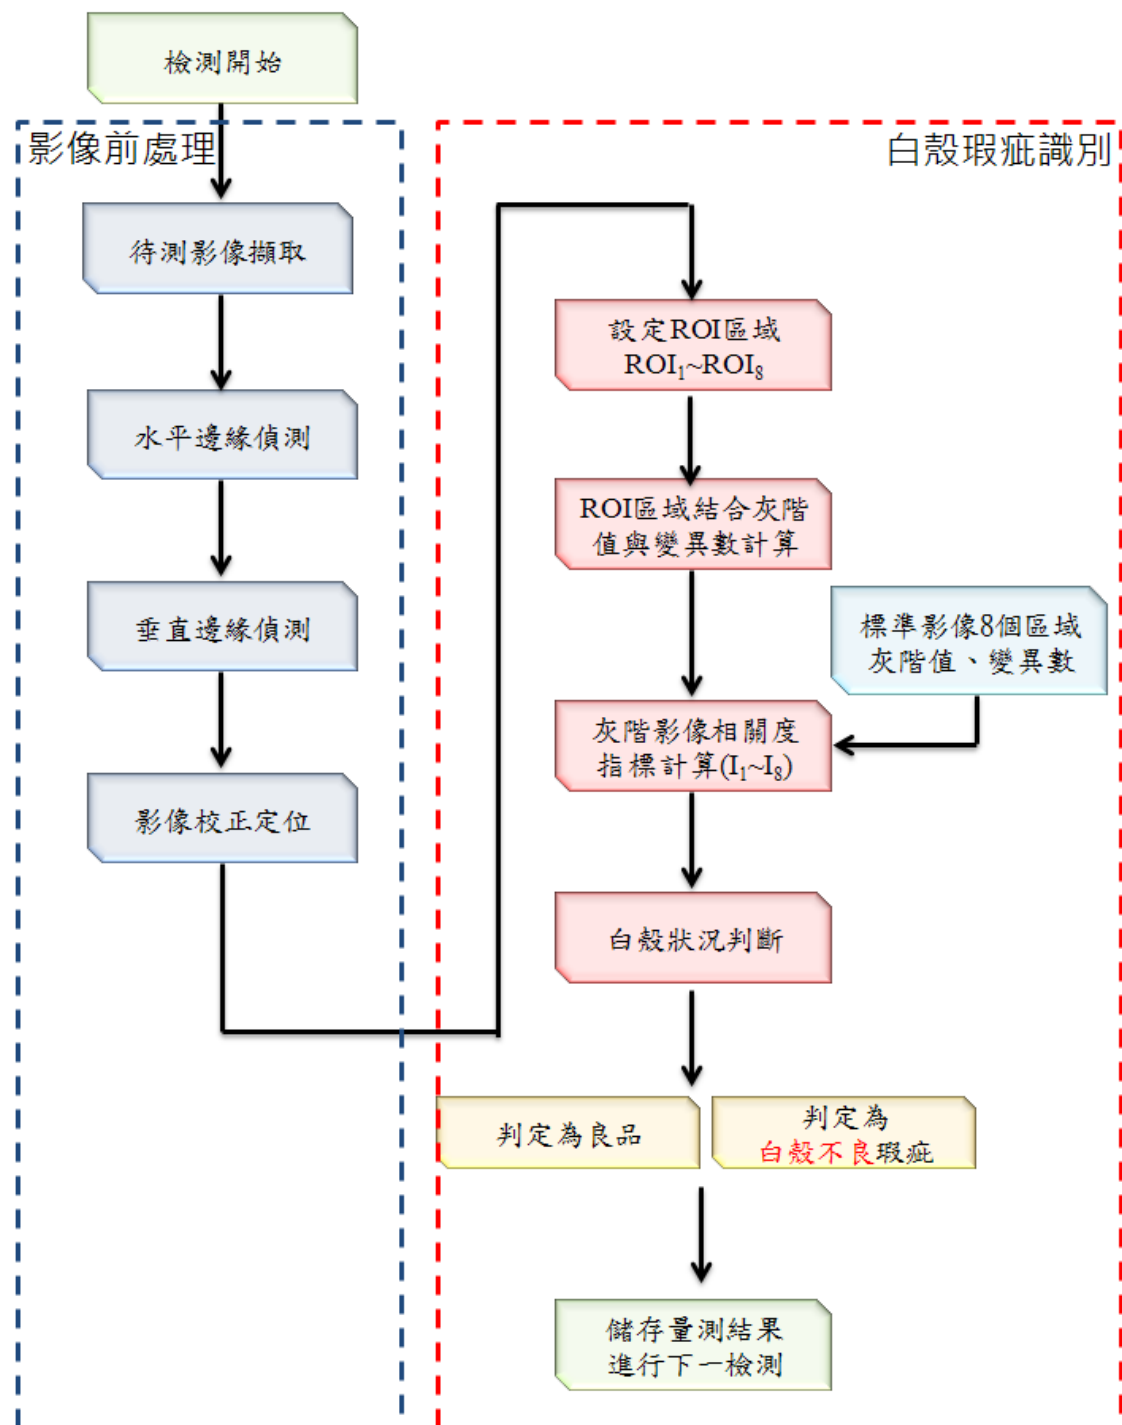 檢測開始
影像前處理
待測影像擷取
水平邊緣偵測
垂直邊緣偵測
影像校正定位
白殼瑕疵識別
設定ROI區域
ROI₁~ROI₈
ROI區域結合灰階
值與變異數計算
標準影像8個區域
灰階值、變異數
灰階影像相關度
指標計算(I₁~I₈)
白殼狀況判斷
判定為良品
判定為
白殼不良瑕疵
儲存量測結果
進行下一檢測